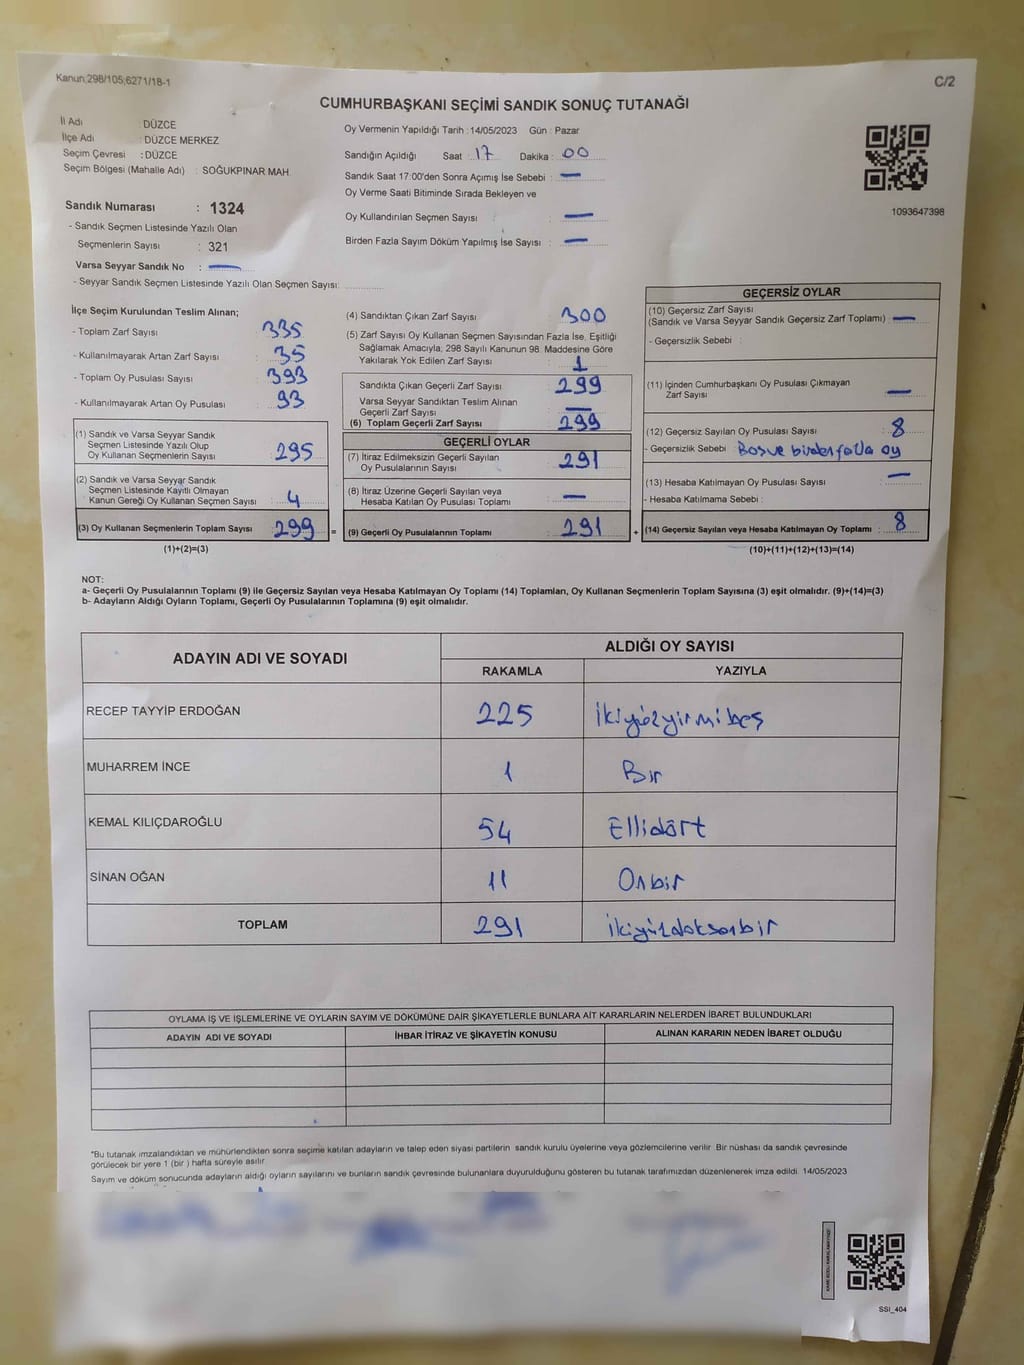 Kanun;298/105;6271/18-1
C/2
CUMHURBAŞKANI SEÇİMİ SANDIK SONUÇ TUTANAĞI
İl Adı : DÜZCE
İlçe Adı : DÜZCE MERKEZ
Seçim Çevresi : DÜZCE
Seçim Bölgesi (Mahalle Adı) : SOĞUKPINAR MAH.
Sandık Numarası : 1324
- Sandık Seçmen Listesinde Yazılı Olan
Seçmenlerin Sayısı : 321
Varsa Seyyar Sandık No : —
- Seyyar Sandık Seçmen Listesinde Yazılı Olan Seçmen Sayısı:
Oy Vermenin Yapıldığı Tarih : 14/05/2023 Gün : Pazar
Sandığın Açıldığı Saat : 17 Dakika : 00
Sandık Saat 17:00'den Sonra Açımış İse Sebebi : —
Oy Verme Saati Bitiminde Sırada Bekleyen ve
Oy Kullandırılan Seçmen Sayısı : —
Birden Fazla Sayım Döküm Yapılmış İse Sayısı : —
1093647398
İlçe Seçim Kurulundan Teslim Alınan;
- Toplam Zarf Sayısı : 335
- Kullanılmayarak Artan Zarf Sayısı : 35
- Toplam Oy Pusulası Sayısı : 393
- Kullanılmayarak Artan Oy Pusulası : 93
(1) Sandık ve Varsa Seyyar Sandık
Seçmen Listesinde Yazılı Olup
Oy Kullanan Seçmenlerin Sayısı : 295
(2) Sandık ve Varsa Seyyar Sandık
Seçmen Listesinde Kayıtlı Olmayan
Kanun Gereği Oy Kullanan Seçmen Sayısı : 4
(3) Oy Kullanan Seçmenlerin Toplam Sayısı : 299
(1)+(2)=(3)
(4) Sandıktan Çıkan Zarf Sayısı : 300
(5) Zarf Sayısı Oy Kullanan Seçmen Sayısından Fazla İse, Eşitliği
Sağlamak Amacıyla, 298 Sayılı Kanunun 98. Maddesine Göre
Yakılarak Yok Edilen Zarf Sayısı : 1
Sandıkta Çıkan Geçerli Zarf Sayısı : 299
Varsa Seyyar Sandıktan Teslim Alınan
Geçerli Zarf Sayısı : —
(6) Toplam Geçerli Zarf Sayısı : 299
GEÇERLİ OYLAR
(7) İtiraz Edilmeksizin Geçerli Sayılan
Oy Pusulalarının Sayısı : 291
(8) İtiraz Üzerine Geçerli Sayılan veya
Hesaba Katılan Oy Pusulası Toplamı : —
= (9) Geçerli Oy Pusulalarının Toplamı : 291
GEÇERSİZ OYLAR
(10) Geçersiz Zarf Sayısı
(Sandık ve Varsa Seyyar Sandık Geçersiz Zarf Toplamı) : —
- Geçersizlik Sebebi :
(11) İçinden Cumhurbaşkanı Oy Pusulası Çıkmayan
Zarf Sayısı : —
(12) Geçersiz Sayılan Oy Pusulası Sayısı : 8
- Geçersizlik Sebebi : Bosve birden fazla oy
(13) Hesaba Katılmayan Oy Pusulası Sayısı : —
- Hesaba Katılmama Sebebi :
+ (14) Geçersiz Sayılan veya Hesaba Katılmayan Oy Toplamı : 8
(10)+(11)+(12)+(13)=(14)
NOT:
a- Geçerli Oy Pusulalarının Toplamı (9) ile Geçersiz Sayılan veya Hesaba Katılmayan Oy Toplamı (14) Toplamları, Oy Kullanan Seçmenlerin Toplam Sayısına (3) eşit olmalıdır. (9)+(14)=(3)
b- Adayların Aldığı Oyların Toplamı, Geçerli Oy Pusulalarının Toplamına (9) eşit olmalıdır.
ADAYIN ADI VE SOYADI
ALDIĞI OY SAYISI
RAKAMLA YAZIYLA
RECEP TAYYİP ERDOĞAN 225 İkiyüzyirmibeş
MUHARREM İNCE 1 Bir
KEMAL KILIÇDAROĞLU 54 Ellidört
SİNAN OĞAN 11 Onbir
TOPLAM 291 ikiyüzdoksanbir
OYLAMA İŞ VE İŞLEMLERİNE VE OYLARIN SAYIM VE DÖKÜMÜNE DAİR ŞİKAYETLERLE BUNLARA AİT KARARLARIN NELERDEN İBARET BULUNDUKLARI
ADAYIN ADI VE SOYADI İHBAR İTİRAZ VE ŞİKAYETİN KONUSU ALINAN KARARIN NEDEN İBARET OLDUĞU
*Bu tutanak imzalandıktan ve mühürlendikten sonra seçime katılan adayların ve talep eden siyasi partilerin sandık kurulu üyelerine veya gözlemcilerine verilir. Bir nüshası da sandık çevresinde
görülecek bir yere 1 (bir) hafta süreyle asılır.
Sayım ve döküm sonucunda adayların aldığı oyların sayılarını ve bunların sandık çevresinde bulunanlara duyurulduğunu gösteren bu tutanak tarafımızdan düzenlenerek imza edildi. 14/05/2023
SSI_404